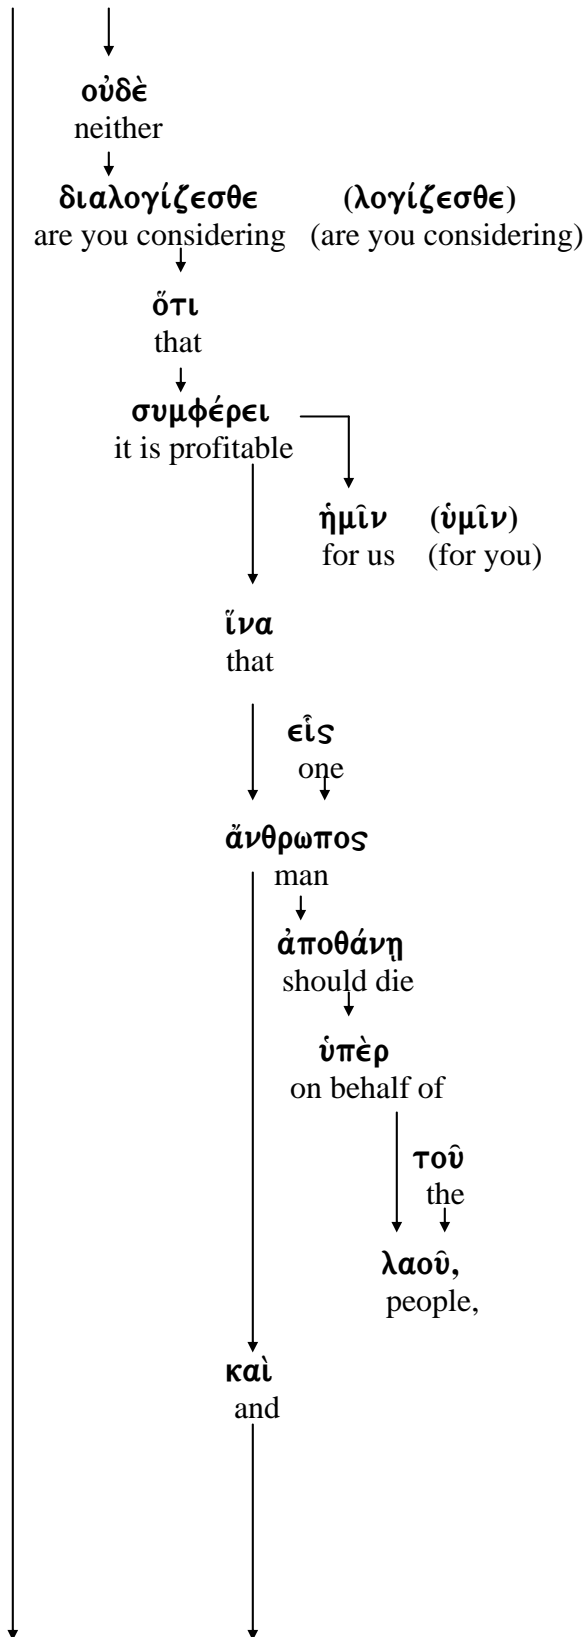 οὐδὲ
neither
διαλογίζεσθε (λογίζεσθε)
are you considering (are you considering)
ὅτι
that
συμφέρει
it is profitable
ἡμῖν (ὑμῖν)
for us (for you)
ἵνα
that
εἷς
one
ἄνθρωπος
man
ἀποθάνῃ
should die
ὑπὲρ
on behalf of
τοῦ
the
λαοῦ,
people,
καὶ
and